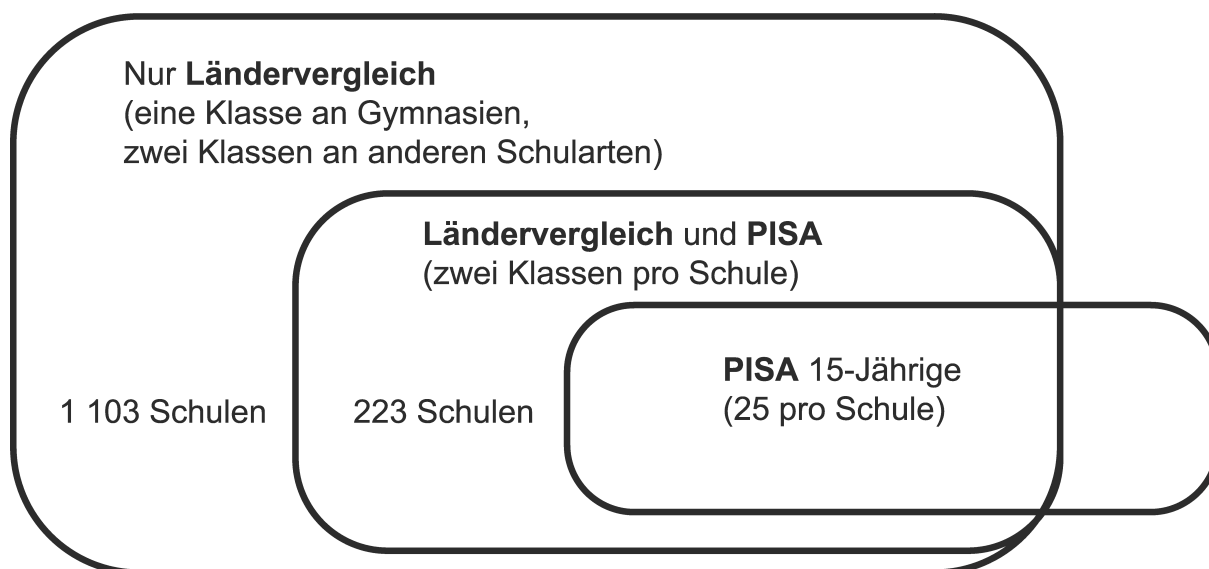 Nur Ländervergleich
(eine Klasse an Gymnasien,
zwei Klassen an anderen Schularten)
Ländervergleich und PISA
(zwei Klassen pro Schule)
PISA 15-Jährige
(25 pro Schule)
1 103 Schulen
223 Schulen